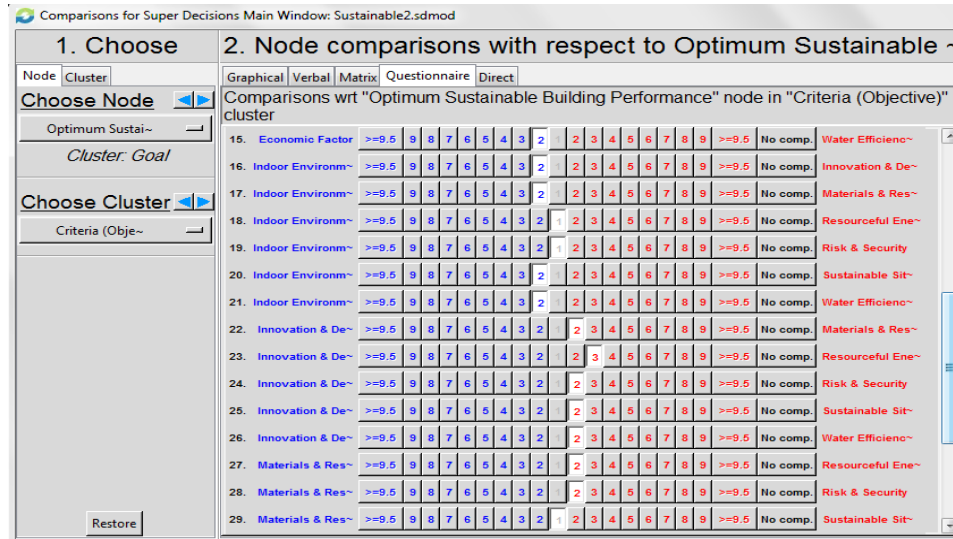 Comparisons for Super Decisions Main Window: Sustainable2.sdmod
1. Choose
2. Node comparisons with respect to Optimum Sustainable ~
Node Cluster
Graphical Verbal Matrix Questionnaire Direct
Choose Node
Comparisons wrt "Optimum Sustainable Building Performance" node in "Criteria (Objective)"
cluster
Optimum Sustai~
Cluster: Goal
Choose Cluster
Criteria (Obje~
15. Economic Factor >=9.5 9 8 7 6 5 4 3 2 1 2 3 4 5 6 7 8 9 >=9.5 No comp. Water Efficienc~
16. Indoor Environm~ >=9.5 9 8 7 6 5 4 3 2 1 2 3 4 5 6 7 8 9 >=9.5 No comp. Innovation & De~
17. Indoor Environm~ >=9.5 9 8 7 6 5 4 3 2 1 2 3 4 5 6 7 8 9 >=9.5 No comp. Materials & Res~
18. Indoor Environm~ >=9.5 9 8 7 6 5 4 3 2 1 2 3 4 5 6 7 8 9 >=9.5 No comp. Resourceful Ene~
19. Indoor Environm~ >=9.5 9 8 7 6 5 4 3 2 1 2 3 4 5 6 7 8 9 >=9.5 No comp. Risk & Security
20. Indoor Environm~ >=9.5 9 8 7 6 5 4 3 2 1 2 3 4 5 6 7 8 9 >=9.5 No comp. Sustainable Sit~
21. Indoor Environm~ >=9.5 9 8 7 6 5 4 3 2 1 2 3 4 5 6 7 8 9 >=9.5 No comp. Water Efficienc~
22. Innovation & De~ >=9.5 9 8 7 6 5 4 3 2 1 2 3 4 5 6 7 8 9 >=9.5 No comp. Materials & Res~
23. Innovation & De~ >=9.5 9 8 7 6 5 4 3 2 1 2 3 4 5 6 7 8 9 >=9.5 No comp. Resourceful Ene~
24. Innovation & De~ >=9.5 9 8 7 6 5 4 3 2 1 2 3 4 5 6 7 8 9 >=9.5 No comp. Risk & Security
25. Innovation & De~ >=9.5 9 8 7 6 5 4 3 2 1 2 3 4 5 6 7 8 9 >=9.5 No comp. Sustainable Sit~
26. Innovation & De~ >=9.5 9 8 7 6 5 4 3 2 1 2 3 4 5 6 7 8 9 >=9.5 No comp. Water Efficienc~
27. Materials & Res~ >=9.5 9 8 7 6 5 4 3 2 1 2 3 4 5 6 7 8 9 >=9.5 No comp. Resourceful Ene~
28. Materials & Res~ >=9.5 9 8 7 6 5 4 3 2 1 2 3 4 5 6 7 8 9 >=9.5 No comp. Risk & Security
29. Materials & Res~ >=9.5 9 8 7 6 5 4 3 2 1 2 3 4 5 6 7 8 9 >=9.5 No comp. Sustainable Sit~
Restore